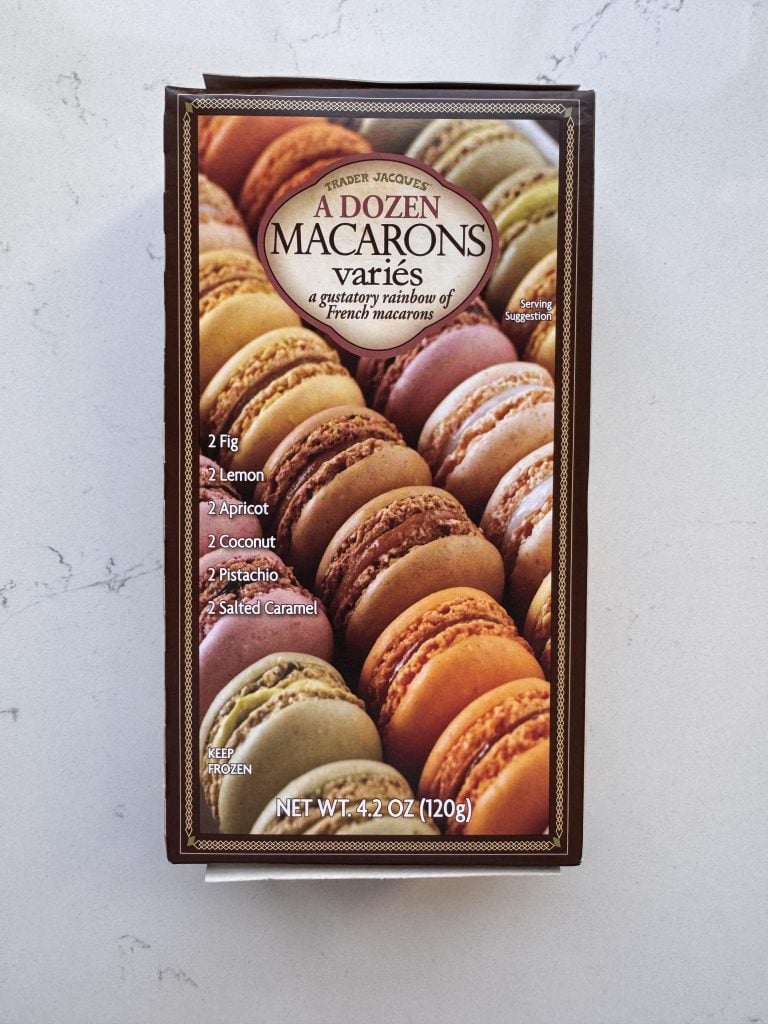 TRADER JACQUES'
A DOZEN
MACARONS
variés
a gustatory rainbow of
French macarons
Serving
Suggestion
2 Fig
2 Lemon
2 Apricot
2 Coconut
2 Pistachio
2 Salted Caramel
KEEP
FROZEN
NET WT. 4.2 OZ (120g)